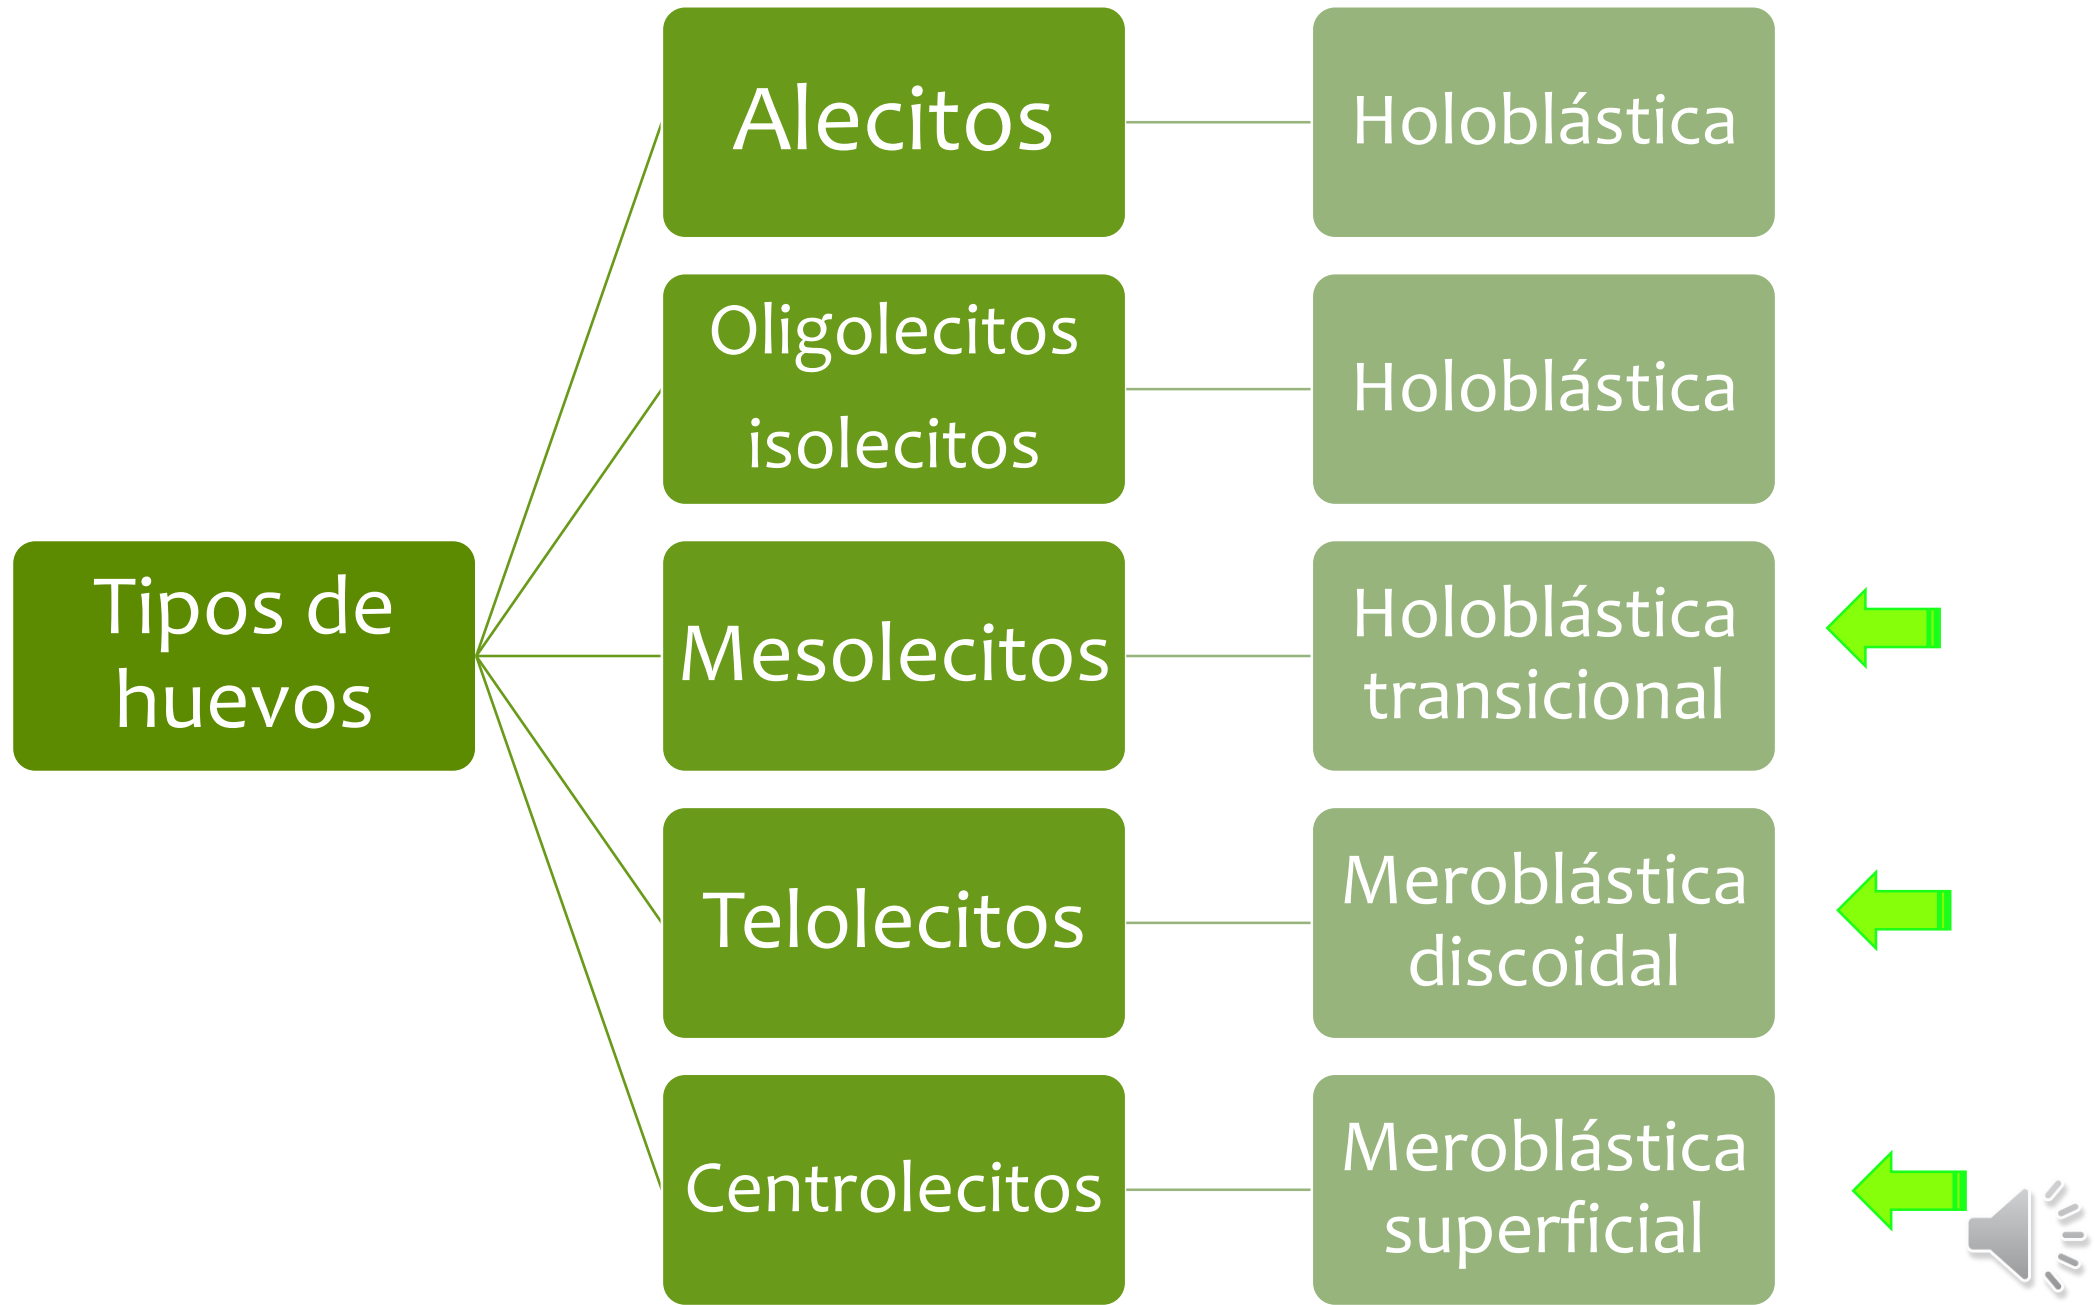 Tipos de
huevos
Alecitos
Holoblástica
Oligolecitos
isolecitos
Holoblástica
Mesolecitos
Holoblástica
transicional
Telolecitos
Meroblástica
discoidal
Centrolecitos
Meroblástica
superficial